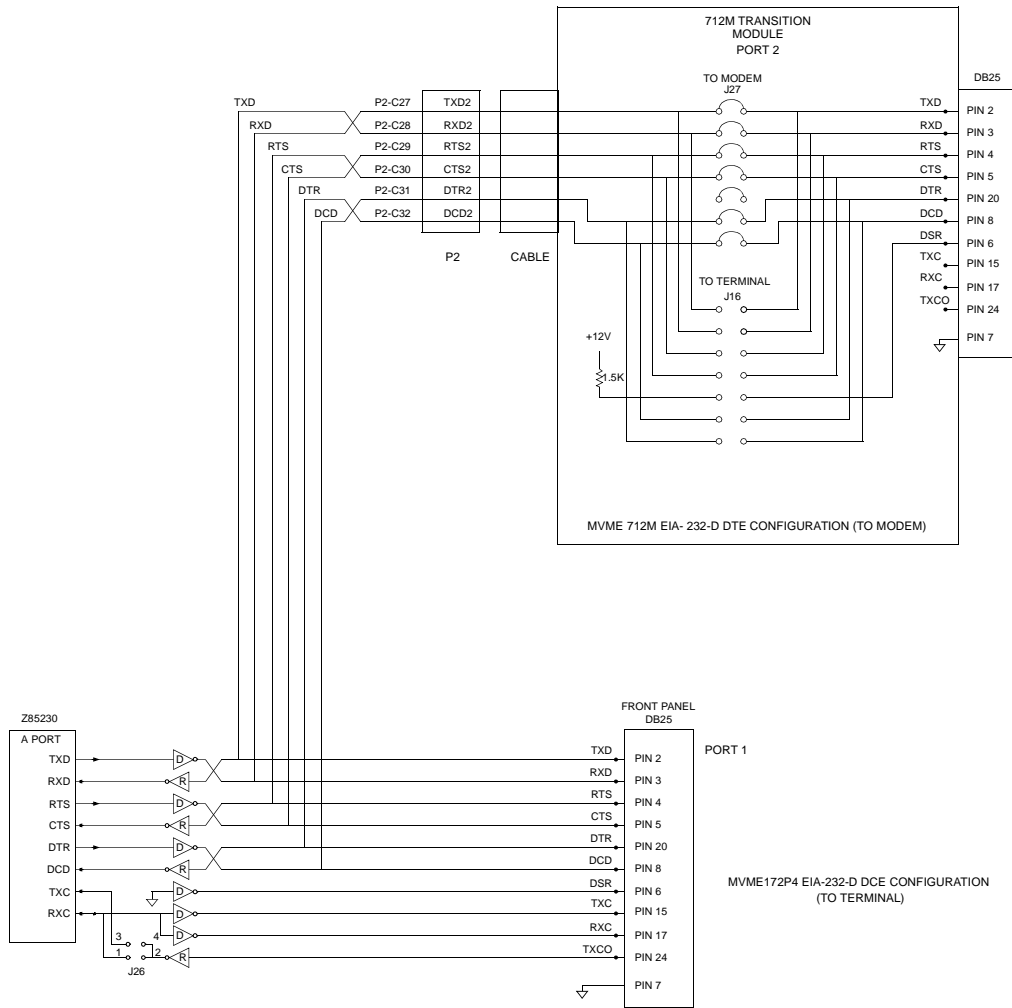 712M TRANSITION
MODULE
PORT 2
TO MODEM
J27
DB25
TXD P2-C27 TXD2 TXD PIN 2
RXD P2-C28 RXD2 RXD PIN 3
RTS P2-C29 RTS2 RTS PIN 4
CTS P2-C30 CTS2 CTS PIN 5
DTR P2-C31 DTR2 DTR PIN 20
DCD P2-C32 DCD2 DCD PIN 8
DSR PIN 6
P2 CABLE
TXC PIN 15
RXC PIN 17
TXCO PIN 24
PIN 7
TO TERMINAL
J16
+12V
1.5K
MVME 712M EIA- 232-D DTE CONFIGURATION (TO MODEM)
FRONT PANEL
DB25
PORT 1
Z85230
A PORT
TXD D TXD PIN 2
RXD R RXD PIN 3
RTS D RTS PIN 4
CTS R CTS PIN 5
DTR D DTR PIN 20
DCD R DCD PIN 8
TXC D DSR PIN 6
RXC D TXC PIN 15
D RXC PIN 17
3 4
1 2 R TXCO PIN 24
J26
PIN 7
MVME172P4 EIA-232-D DCE CONFIGURATION
(TO TERMINAL)